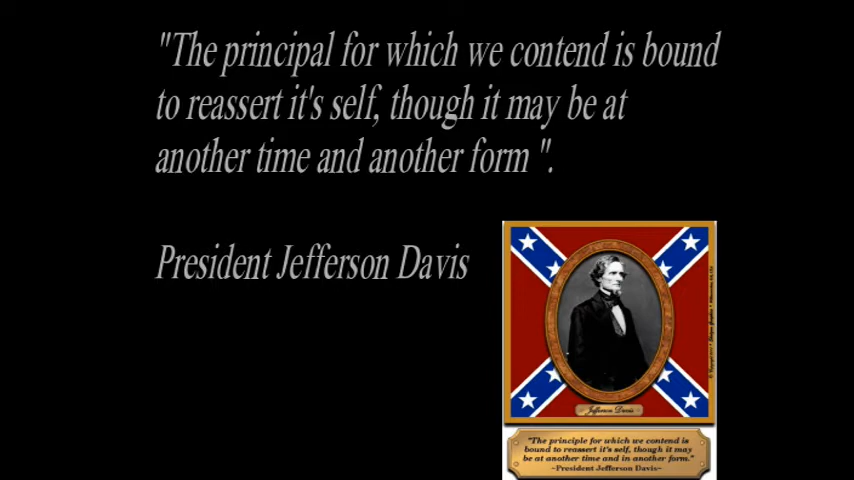 "The principal for which we contend is bound
to reassert it's self, though it may be at
another time and another form ".
President Jefferson Davis
Jefferson Davis
"The principle for which we contend is
bound to reassert it's self, though it may
be at another time and in another form."
~President Jefferson Davis~